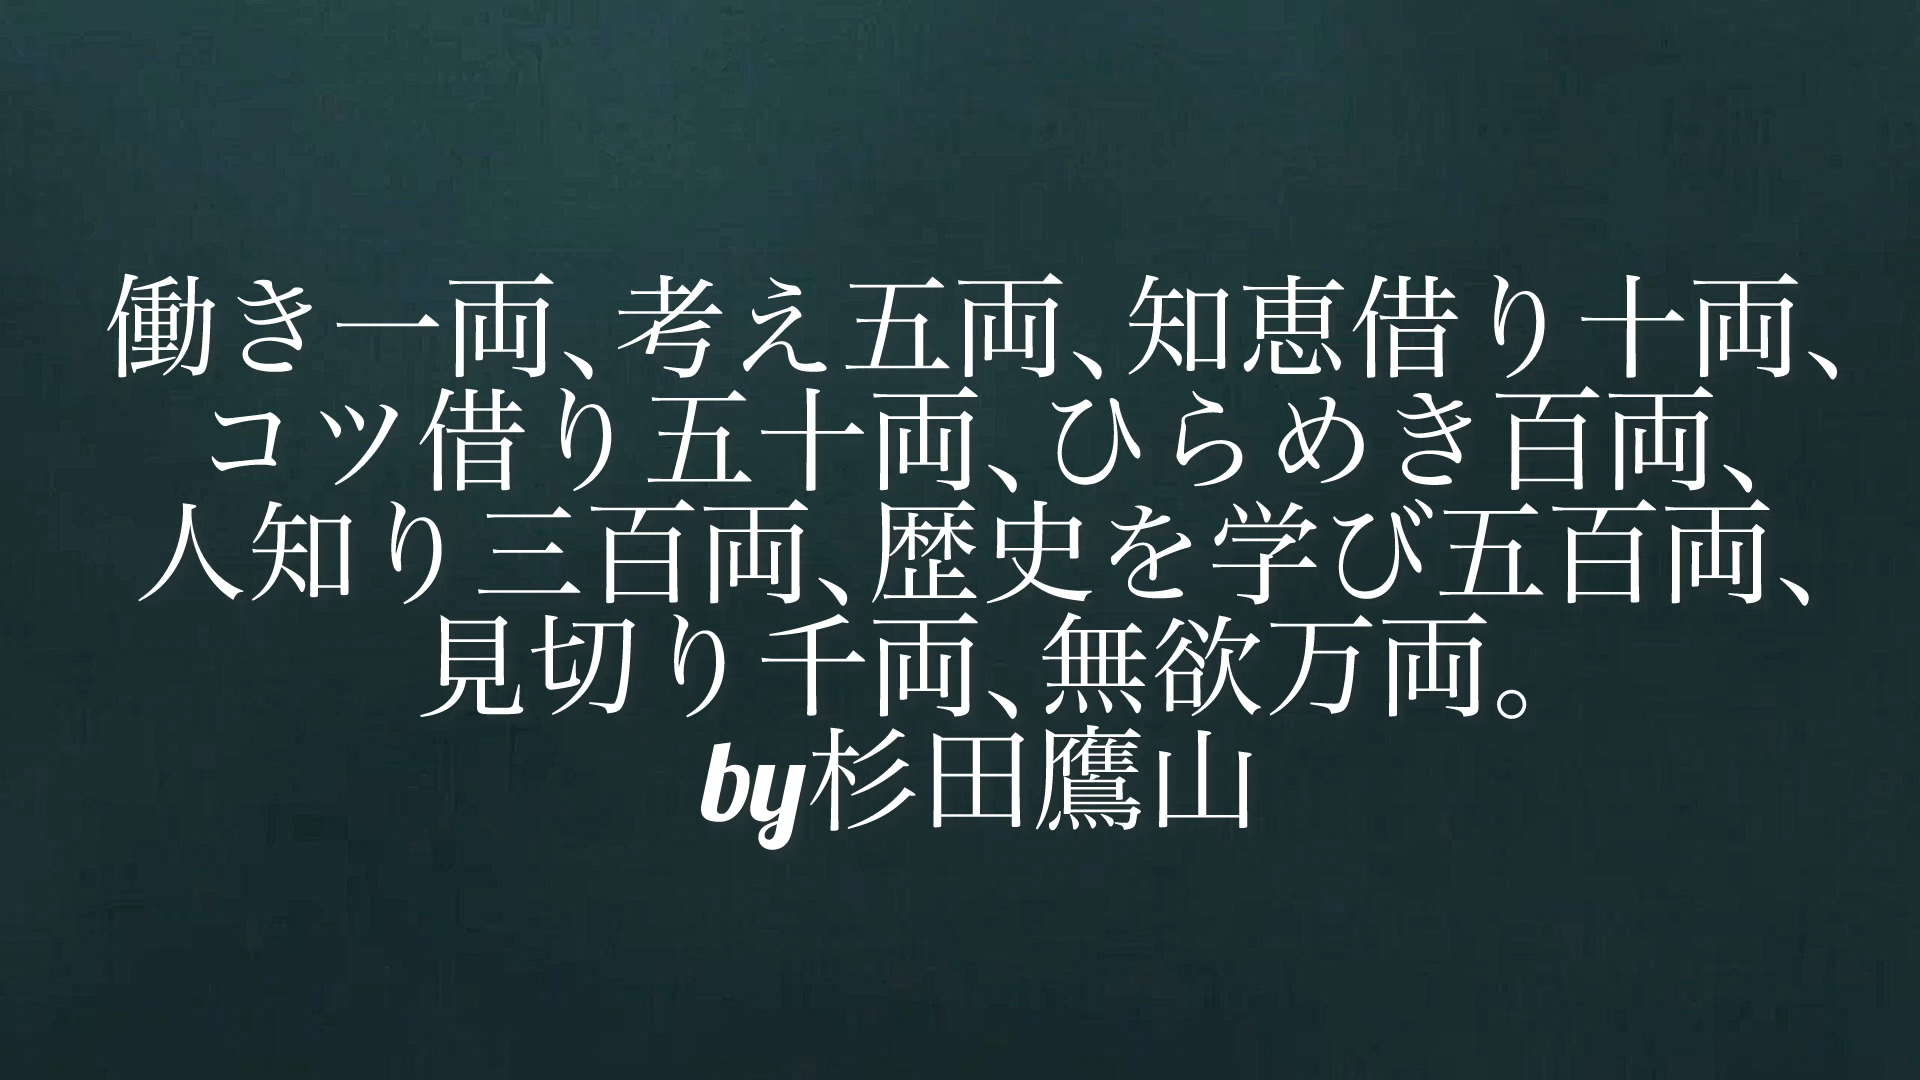 働き一両、考え五両、知恵借り十両、
コツ借り五十両、ひらめき百両、
人知り三百両、歴史を学び五百両、
見切り千両、無欲万両。
by杉田鷹山